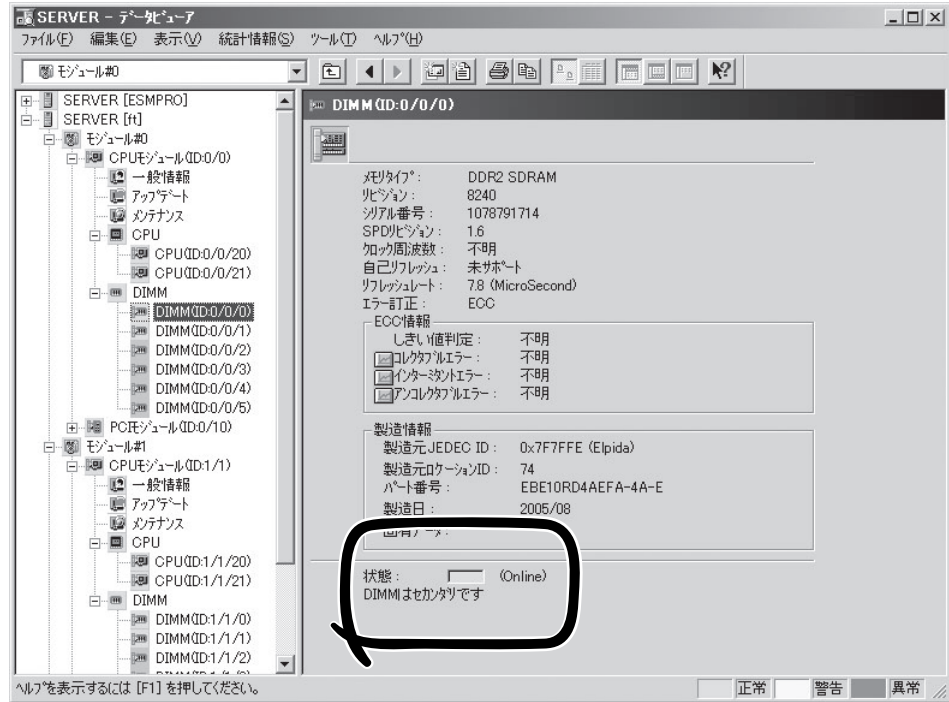 SERVER - データビューア
ファイル(F) 編集(E) 表示(V) 統計情報(S) ツール(T) ヘルプ(H)
モジュール#0
SERVER [ESMPRO]
SERVER [ft]
モジュール#0
CPUモジュール(ID:0/0)
一般情報
アップデート
メンテナンス
CPU
CPU(ID:0/0/20)
CPU(ID:0/0/21)
DIMM
DIMM(ID:0/0/0)
DIMM(ID:0/0/1)
DIMM(ID:0/0/2)
DIMM(ID:0/0/3)
DIMM(ID:0/0/4)
DIMM(ID:0/0/5)
PCIモジュール(ID:0/10)
モジュール#1
CPUモジュール(ID:1/1)
一般情報
アップデート
メンテナンス
CPU
CPU(ID:1/1/20)
CPU(ID:1/1/21)
DIMM
DIMM(ID:1/1/0)
DIMM(ID:1/1/1)
DIMM(ID:1/1/2)
DIMM(ID:0/0/0)
メモリタイプ: DDR2 SDRAM
リビジョン: 8240
シリアル番号: 1078791714
SPDリビジョン: 1.6
クロック周波数: 不明
自己リフレッシュ: 未サポート
リフレッシュレート: 7.8 (MicroSecond)
エラー訂正: ECC
ECC情報
しきい値判定: 不明
コレクタブルエラー: 不明
インターミタントエラー: 不明
アンコレクタブルエラー: 不明
製造情報
製造元JEDEC ID: 0x7F7FFE (Elpida)
製造元ロケーションID: 74
パート番号: EBE10RD4AEFA-4A-E
製造日: 2005/08
固有データ:
状態: (Online)
DIMMはセカンダリです
ヘルプを表示するには [F1] を押してください。
正常 警告 異常